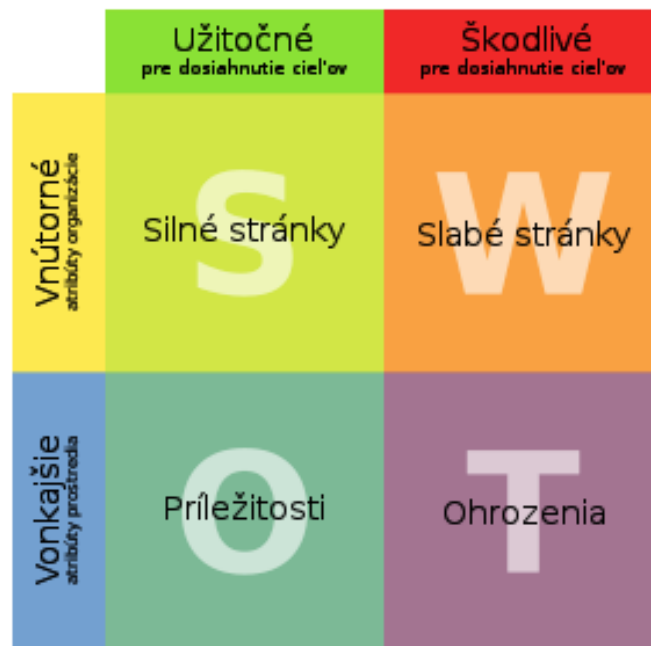 Užitočné
pre dosiahnutie cieľov
Škodlivé
pre dosiahnutie cieľov
Vnútorné
atribúty organizácie
S
Silné stránky
W
Slabé stránky
Vonkajšie
atribúty prostredia
O
Príležitosti
T
Ohrozenia